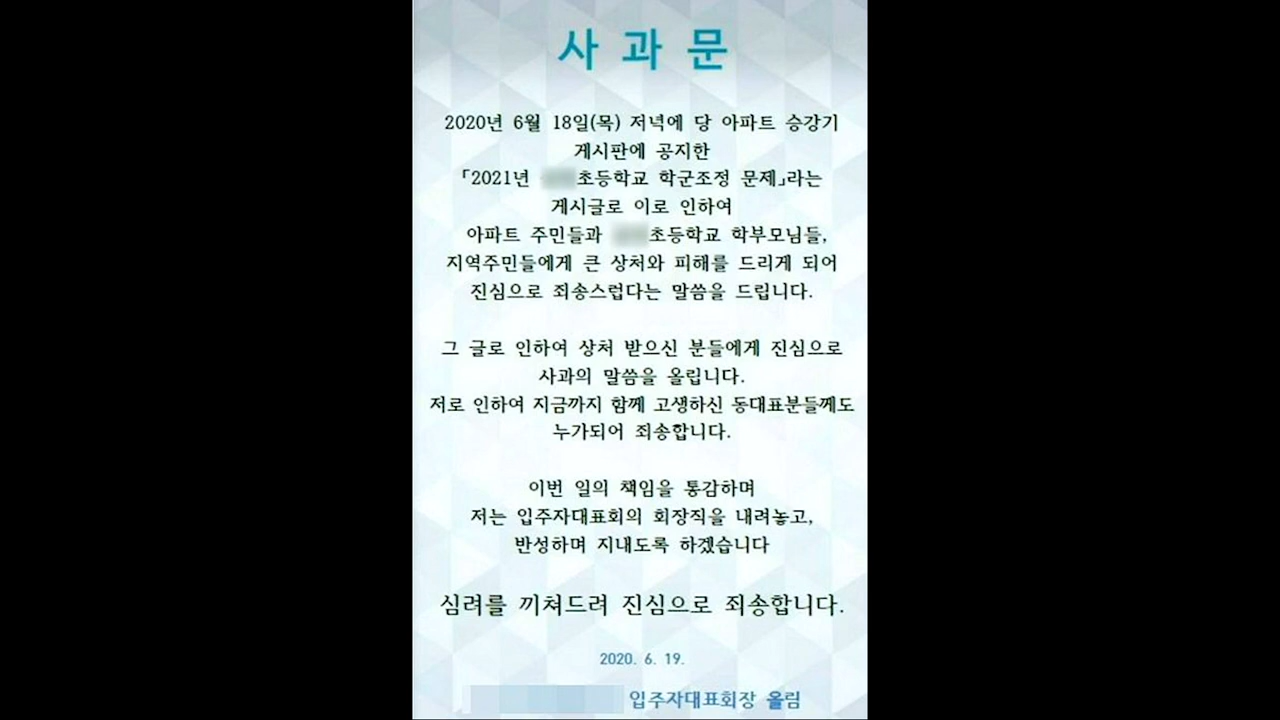 사 과 문
2020년 6월 18일(목) 저녁에 당 아파트 승강기
게시판에 공지한
「2021년 초등학교 학군조정 문제」라는
게시글로 이로 인하여
아파트 주민들과 초등학교 학부모님들,
지역주민들에게 큰 상처와 피해를 드리게 되어
진심으로 죄송스럽다는 말씀을 드립니다.
그 글로 인하여 상처 받으신 분들에게 진심으로
사과의 말씀을 올립니다.
저로 인하여 지금까지 함께 고생하신 동대표분들께도
누가되어 죄송합니다.
이번 일의 책임을 통감하며
저는 입주자대표회의 회장직을 내려놓고,
반성하며 지내도록 하겠습니다
심려를 끼쳐드려 진심으로 죄송합니다.
2020. 6. 19.
입주자대표회장 올림